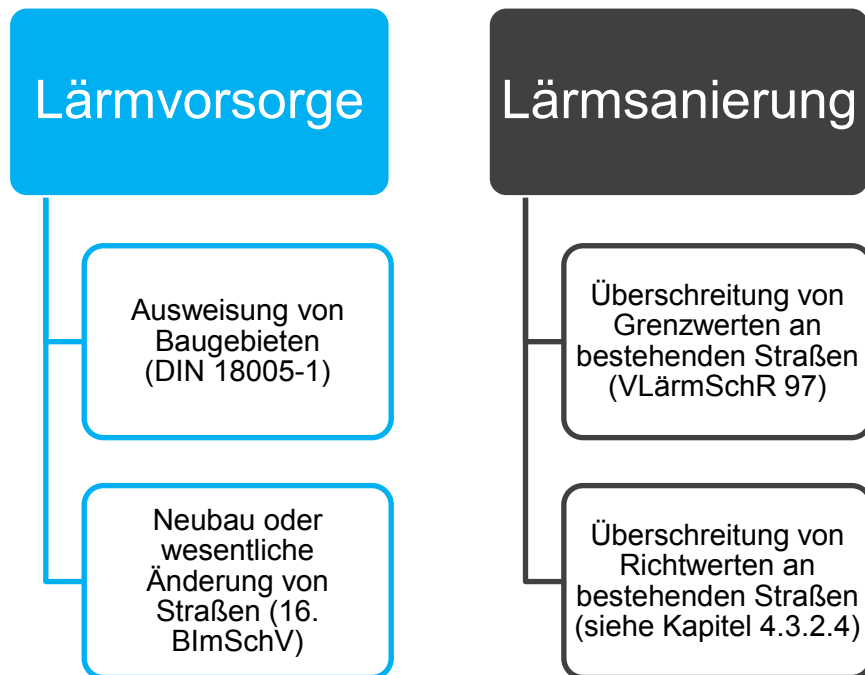 Lärmvorsorge
Ausweisung von
Baugebieten
(DIN 18005-1)
Neubau oder
wesentliche
Änderung von
Straßen (16.
BImSchV)
Lärmsanierung
Überschreitung von
Grenzwerten an
bestehenden Straßen
(VLärmSchR 97)
Überschreitung von
Richtwerten an
bestehenden Straßen
(siehe Kapitel 4.3.2.4)